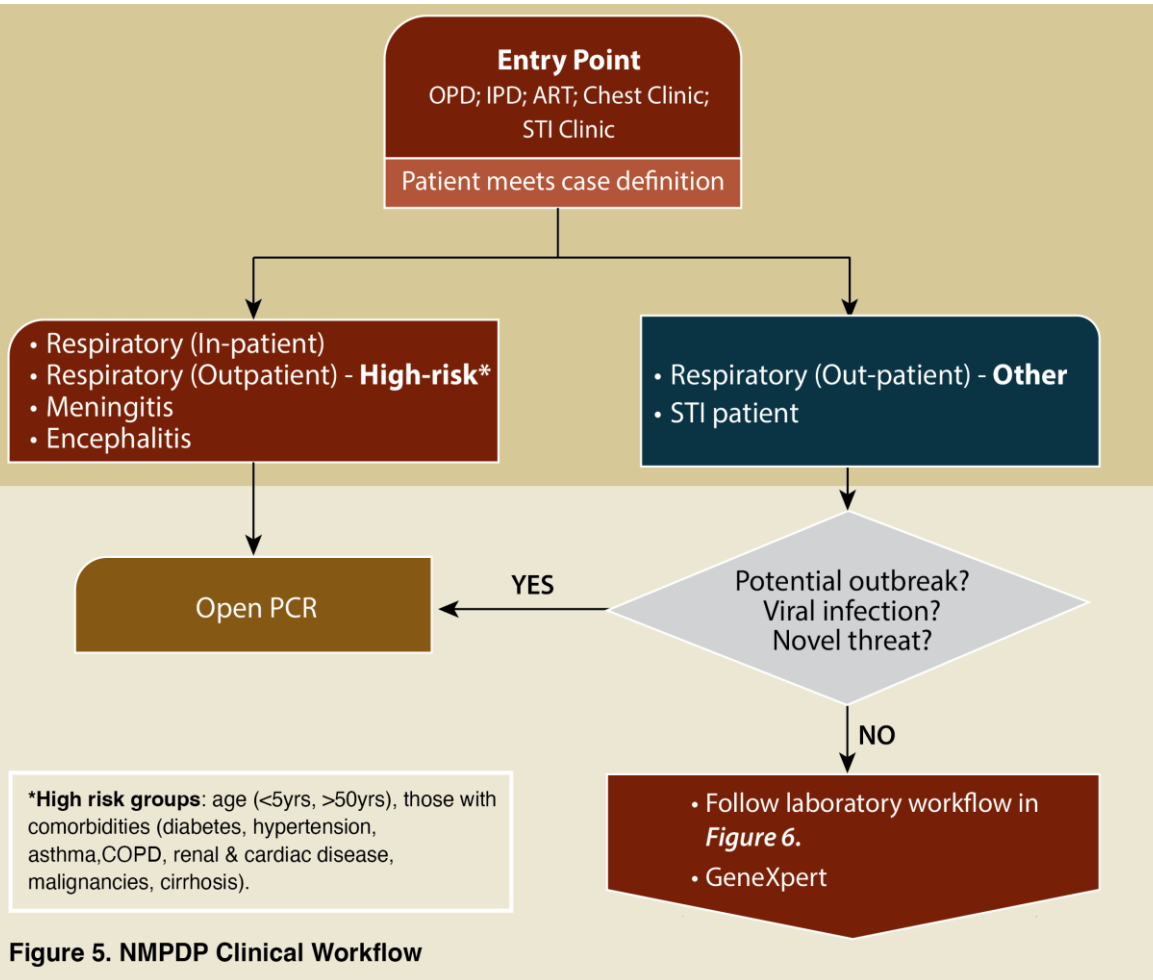 Entry Point
OPD; IPD; ART; Chest Clinic;
STI Clinic
Patient meets case definition
• Respiratory (In-patient)
• Respiratory (Outpatient) - High-risk*
• Meningitis
• Encephalitis
• Respiratory (Out-patient) - Other
• STI patient
Potential outbreak?
Viral infection?
Novel threat?
YES
Open PCR
NO
• Follow laboratory workflow in
Figure 6.
• GeneXpert
*High risk groups: age (<5yrs, >50yrs), those with
comorbidities (diabetes, hypertension,
asthma,COPD, renal & cardiac disease,
malignancies, cirrhosis).
Figure 5. NMPDP Clinical Workflow